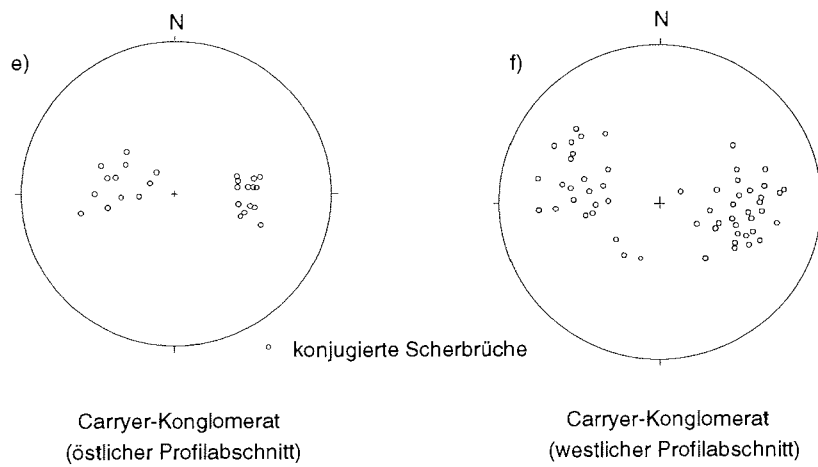 e)
N
f)
N
konjugierte Scherbrüche
Carryer-Konglomerat
(östlicher Profilabschnitt)
Carryer-Konglomerat
(westlicher Profilabschnitt)